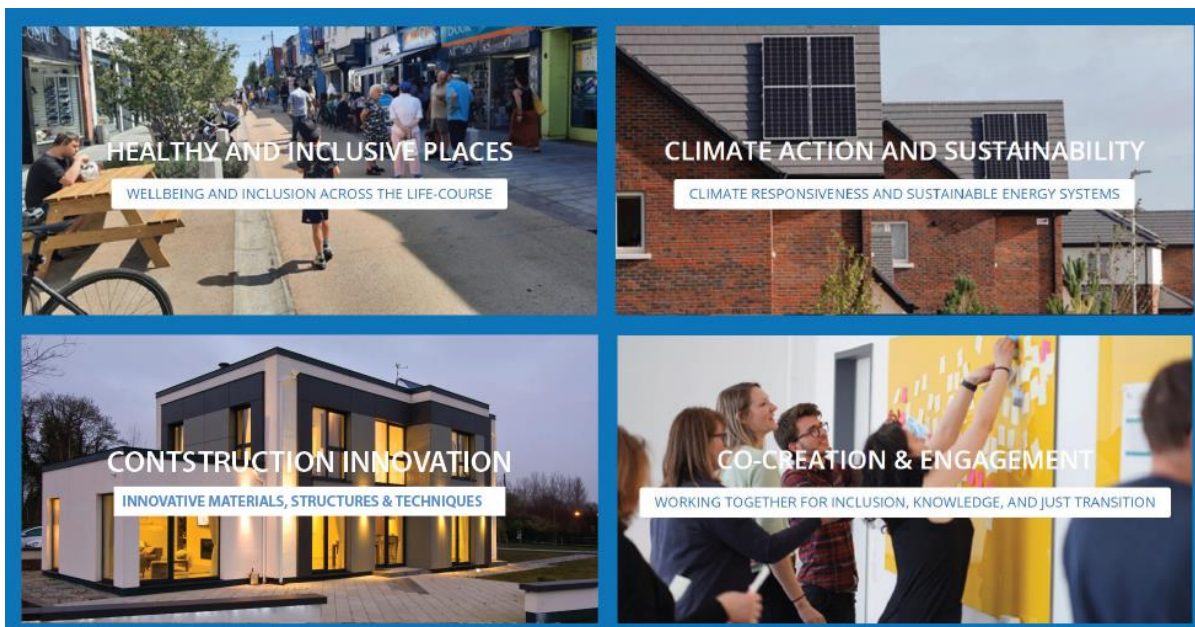 HEALTHY AND INCLUSIVE PLACES
WELLBEING AND INCLUSION ACROSS THE LIFE-COURSE
CLIMATE ACTION AND SUSTAINABILITY
CLIMATE RESPONSIVENESS AND SUSTAINABLE ENERGY SYSTEMS
CONTSTRUCTION INNOVATION
INNOVATIVE MATERIALS, STRUCTURES & TECHNIQUES
CO-CREATION & ENGAGEMENT
WORKING TOGETHER FOR INCLUSION, KNOWLEDGE, AND JUST TRANSITION